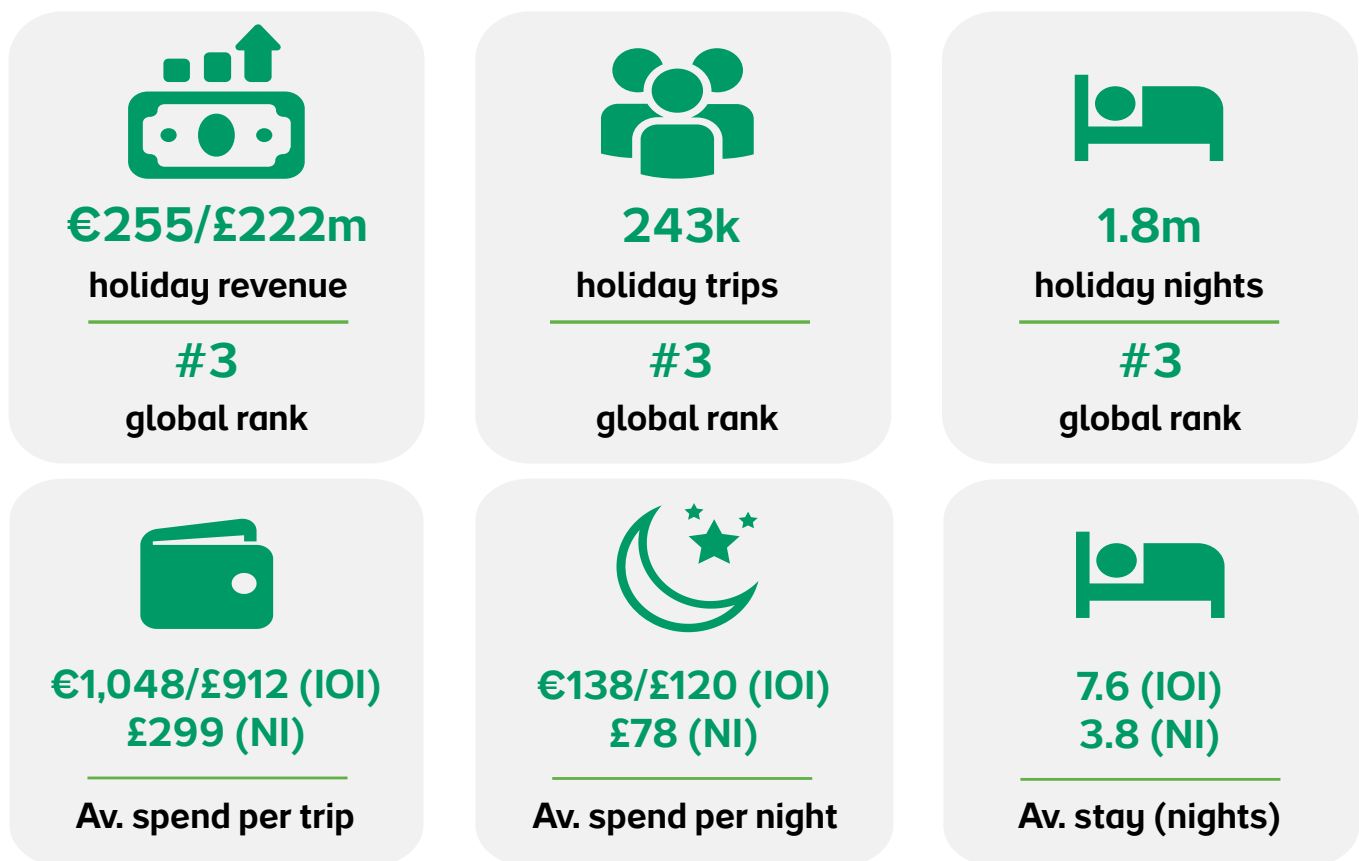 €255/£222m
holiday revenue
#3
global rank
243k
holiday trips
#3
global rank
1.8m
holiday nights
#3
global rank
€1,048/£912 (IOI)
£299 (NI)
Av. spend per trip
€138/£120 (IOI)
£78 (NI)
Av. spend per night
7.6 (IOI)
3.8 (NI)
Av. stay (nights)